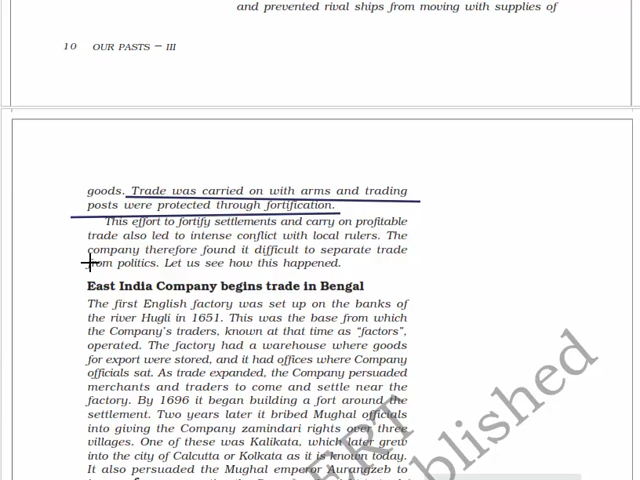 and prevented rival ships from moving with supplies of
10 OUR PASTS – III
goods. Trade was carried on with arms and trading
posts were protected through fortification.
This effort to fortify settlements and carry on profitable
trade also led to intense conflict with local rulers. The
company therefore found it difficult to separate trade
from politics. Let us see how this happened.
East India Company begins trade in Bengal
The first English factory was set up on the banks of
the river Hugli in 1651. This was the base from which
the Company's traders, known at that time as “factors”,
operated. The factory had a warehouse where goods
for export were stored, and it had offices where Company
officials sat. As trade expanded, the Company persuaded
merchants and traders to come and settle near the
factory. By 1696 it began building a fort around the
settlement. Two years later it bribed Mughal officials
into giving the Company zamindari rights over three
villages. One of these was Kalikata, which later grew
into the city of Calcutta or Kolkata as it is known today.
It also persuaded the Mughal emperor Aurangzeb to